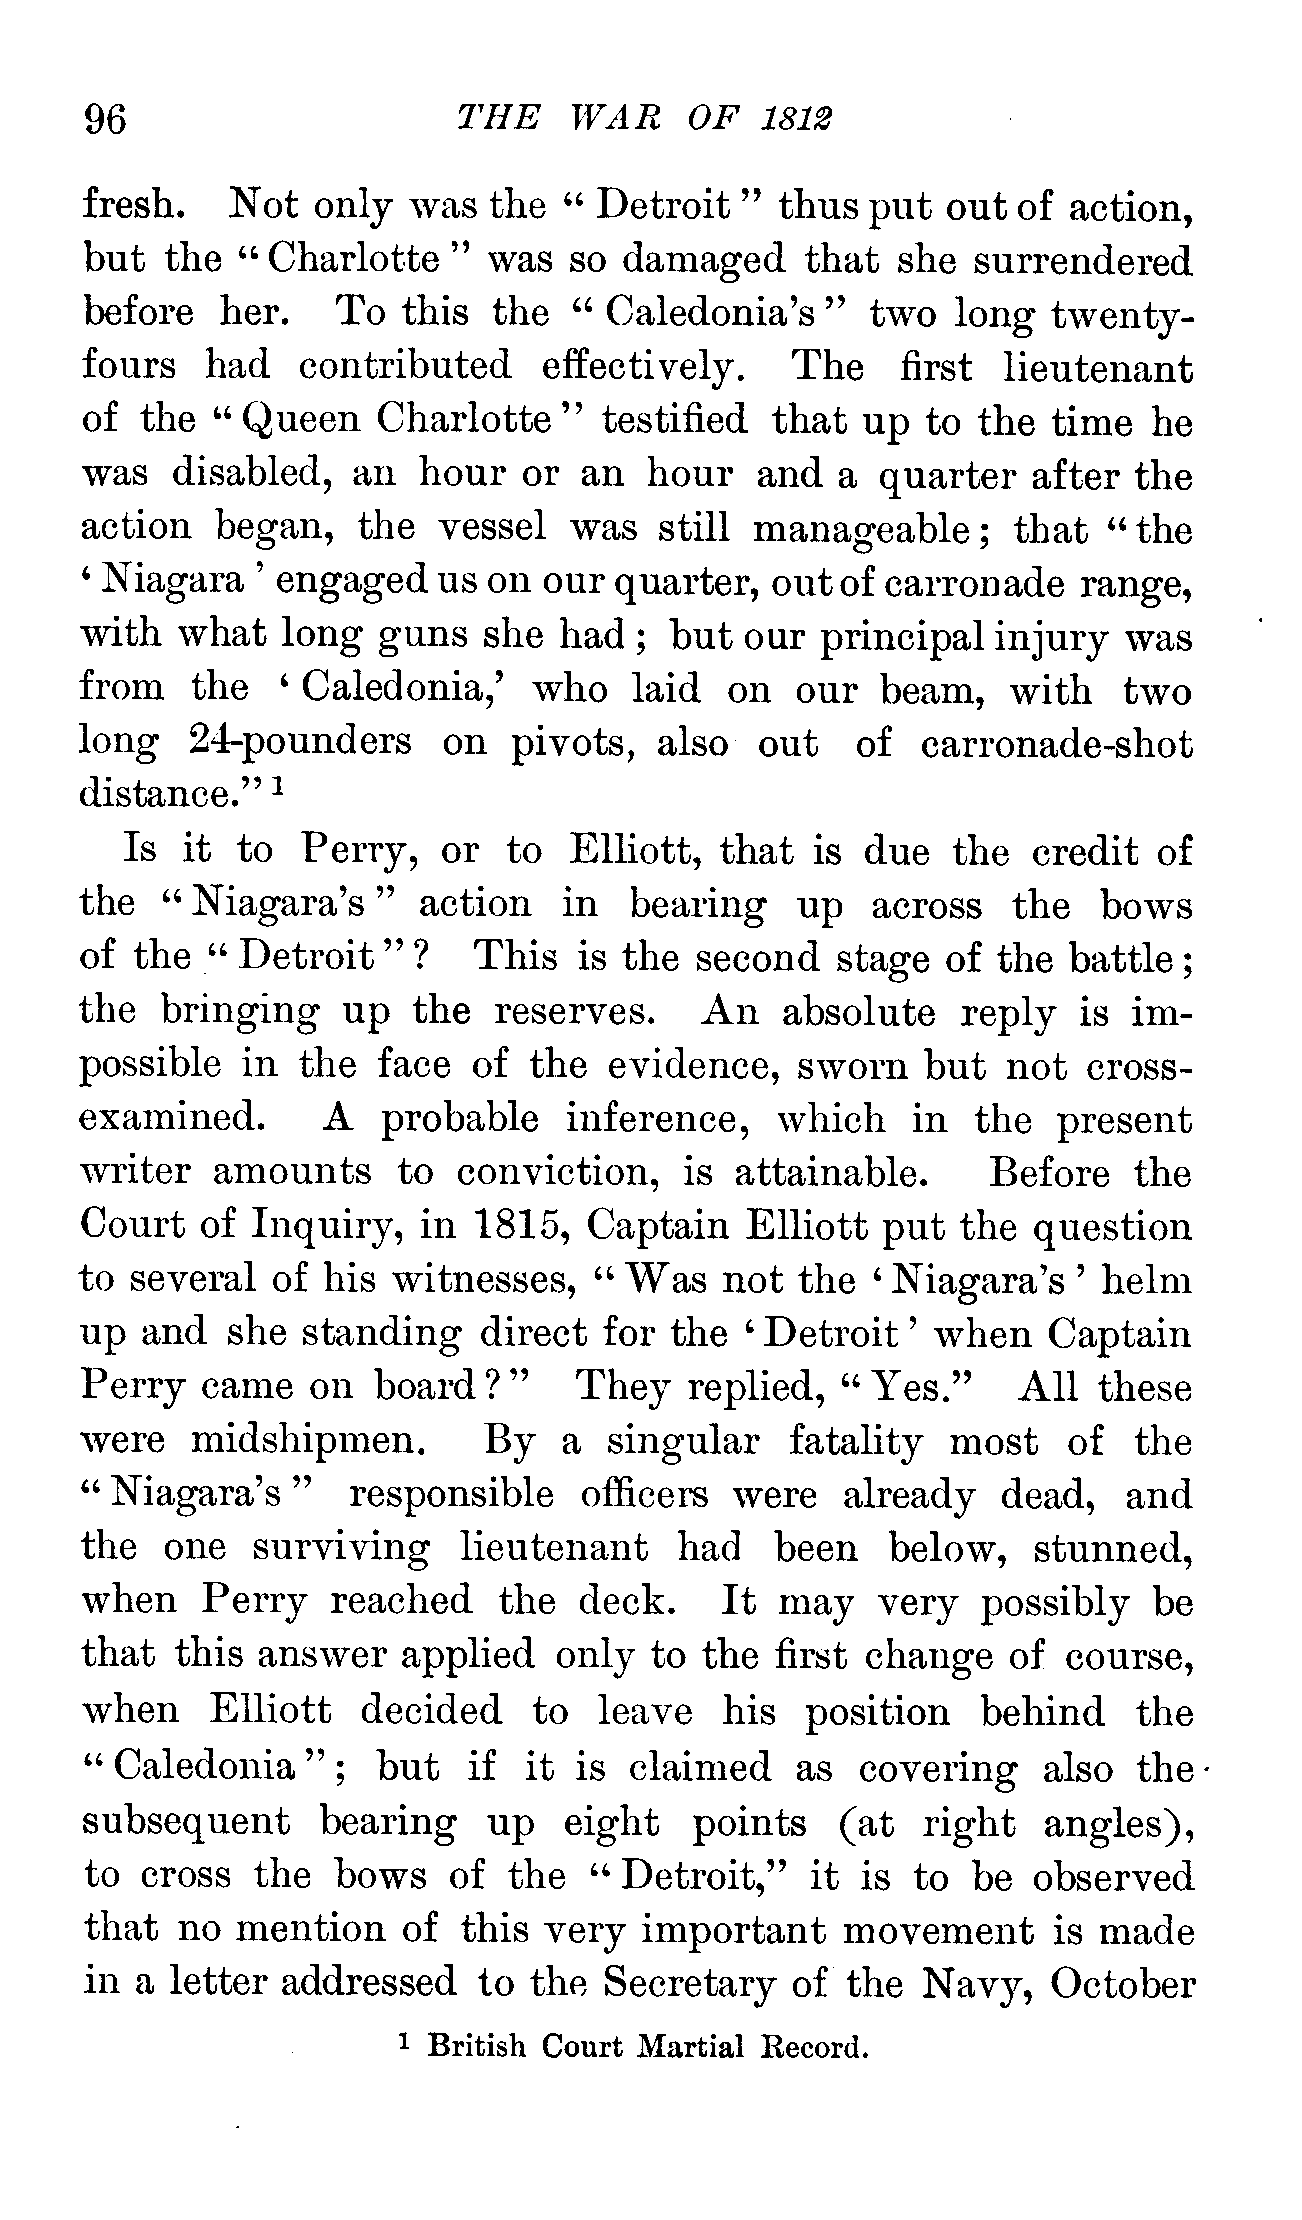 96 THE WAR OF 1812
fresh. Not only was the “ Detroit ” thus put out of action,
but the “ Charlotte ” was so damaged that she surrendered
before her. To this the “ Caledonia's ” two long twenty-
fours had contributed effectively. The first lieutenant
of the “ Queen Charlotte ” testified that up to the time he
was disabled, an hour or an hour and a quarter after the
action began, the vessel was still manageable ; that “ the
‘ Niagara ’ engaged us on our quarter, out of carronade range,
with what long guns she had ; but our principal injury was
from the ‘ Caledonia,’ who laid on our beam, with two
long 24-pounders on pivots, also out of carronade-shot
distance.” 1
Is it to Perry, or to Elliott, that is due the credit of
the “ Niagara's ” action in bearing up across the bows
of the “ Detroit ” ? This is the second stage of the battle ;
the bringing up the reserves. An absolute reply is im-
possible in the face of the evidence, sworn but not cross-
examined. A probable inference, which in the present
writer amounts to conviction, is attainable. Before the
Court of Inquiry, in 1815, Captain Elliott put the question
to several of his witnesses, “ Was not the ‘ Niagara's ’ helm
up and she standing direct for the ‘ Detroit ’ when Captain
Perry came on board ? ” They replied, “ Yes.” All these
were midshipmen. By a singular fatality most of the
“ Niagara's ” responsible officers were already dead, and
the one surviving lieutenant had been below, stunned,
when Perry reached the deck. It may very possibly be
that this answer applied only to the first change of course,
when Elliott decided to leave his position behind the
“ Caledonia ” ; but if it is claimed as covering also the
subsequent bearing up eight points (at right angles),
to cross the bows of the “ Detroit,” it is to be observed
that no mention of this very important movement is made
in a letter addressed to the Secretary of the Navy, October
1 British Court Martial Record.